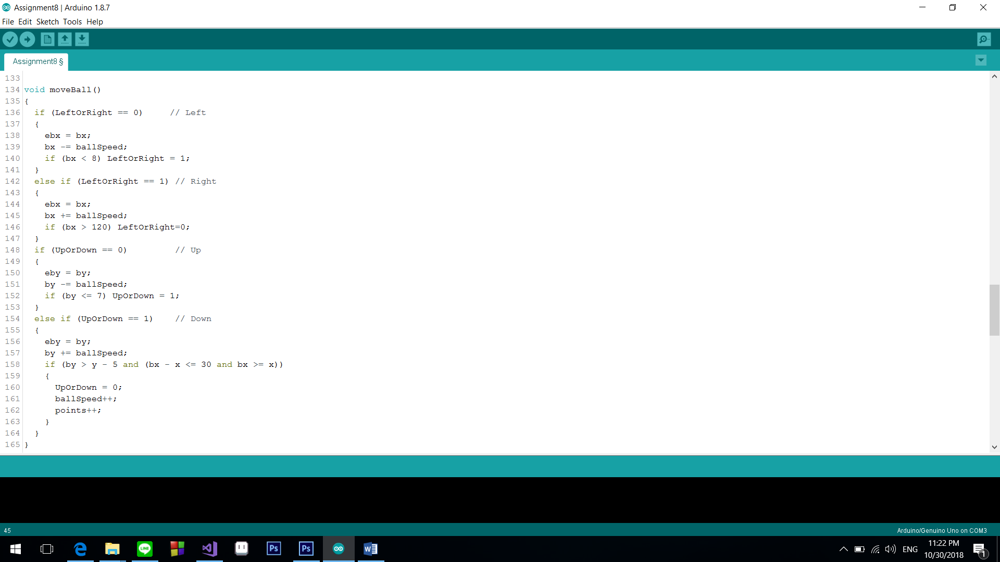 Assignment8 | Arduino 1.8.7
File Edit Sketch Tools Help
Assignment8 §
133
134 void moveBall()
135 {
136   if (LeftOrRight == 0)     // Left
137   {
138     ebx = bx;
139     bx -= ballSpeed;
140     if (bx < 8) LeftOrRight = 1;
141   }
142   else if (LeftOrRight == 1) // Right
143   {
144     ebx = bx;
145     bx += ballSpeed;
146     if (bx > 120) LeftOrRight=0;
147   }
148   if (UpOrDown == 0)         // Up
149   {
150     eby = by;
151     by -= ballSpeed;
152     if (by <= 7) UpOrDown = 1;
153   }
154   else if (UpOrDown == 1)    // Down
155   {
156     eby = by;
157     by += ballSpeed;
158     if (by > y - 5 and (bx - x <= 30 and bx >= x))
159     {
160       UpOrDown = 0;
161       ballSpeed++;
162       points++;
163     }
164   }
165 }
45
Arduino/Genuino Uno on COM3
LINE
Ps
Ps
ENG
11:22 PM
10/30/2018
1